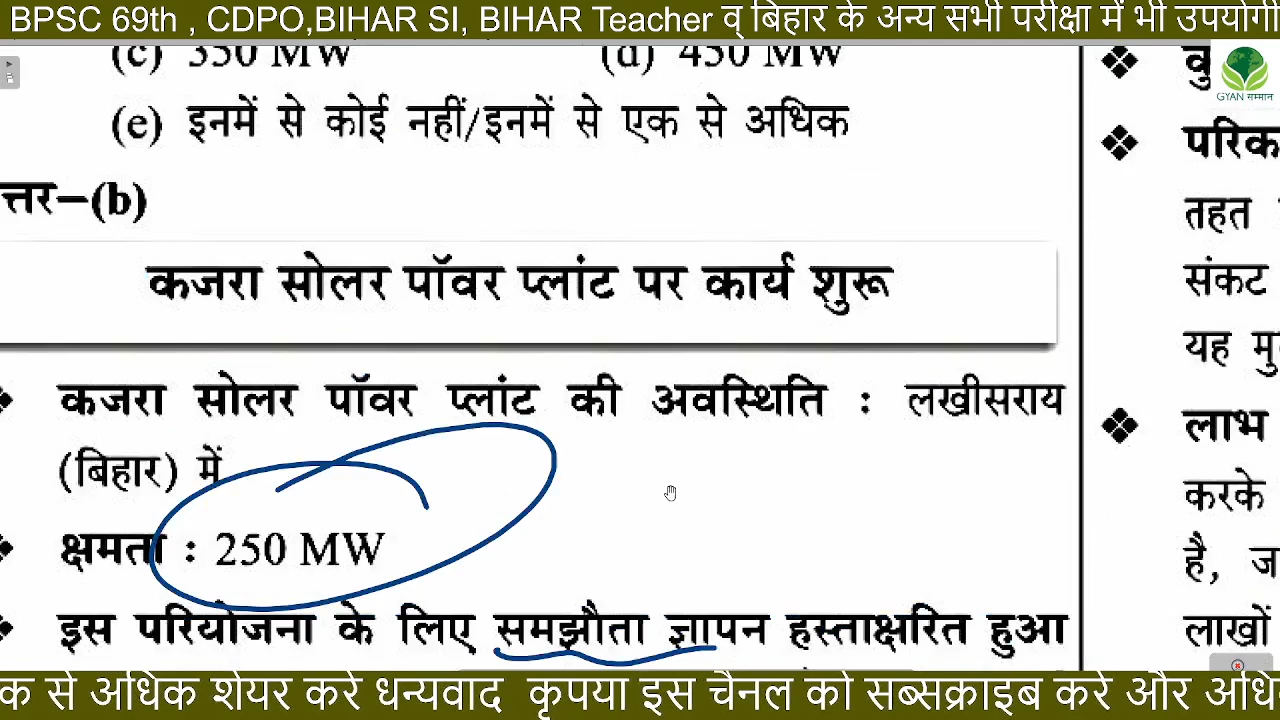 BPSC 69th , CDPO,BIHAR SI, BIHAR Teacher व् बिहार के अन्य सभी परीक्षा में भी उपयोगी
(c) 350 MW (d) 450 MW
(e) इनमें से कोई नहीं/इनमें से एक से अधिक
त्तर–(b)
कजरा सोलर पॉवर प्लांट पर कार्य शुरू
❖ कजरा सोलर पॉवर प्लांट की अवस्थिति : लखीसराय
(बिहार) में
❖ क्षमता : 250 MW
❖ इस परियोजना के लिए समझौता ज्ञापन हस्ताक्षरित हुआ
GYAN सम्मान
❖ परिक
तहत
संकट
यह मु
❖ लाभ
करके
है, ज
लाखों
क से अधिक शेयर करे धन्यवाद कृपया इस चैनल को सब्सक्राइब करे और अधि